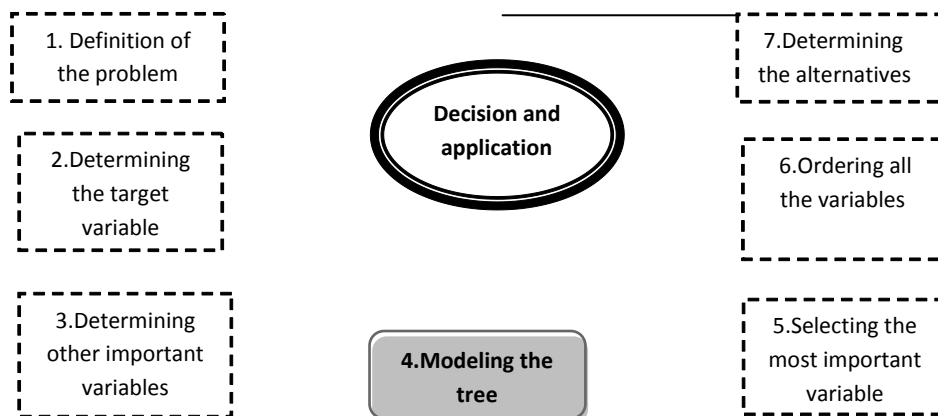 1. Definition of
the problem
2.Determining
the target
variable
3.Determining
other important
variables
Decision and
application
4.Modeling the
tree
7.Determining
the alternatives
6.Ordering all
the variables
5.Selecting the
most important
variable